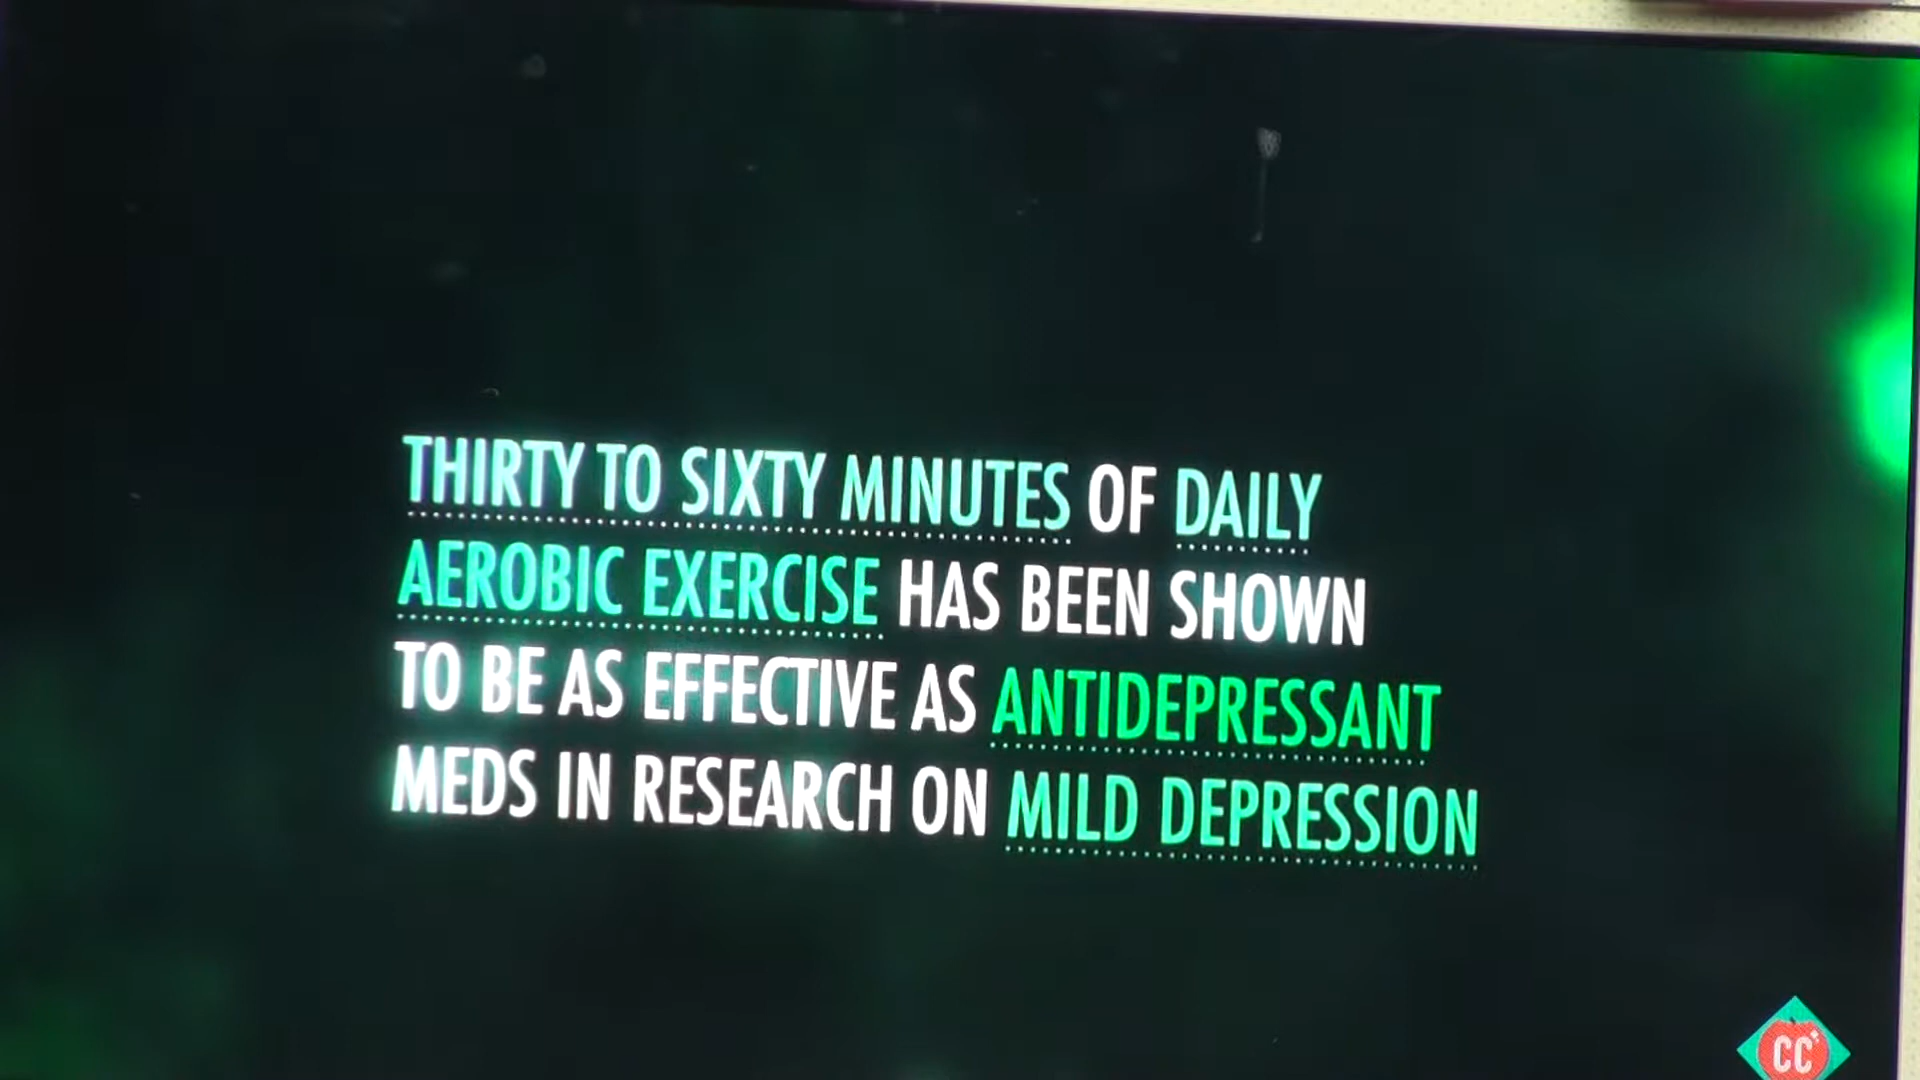 THIRTY TO SIXTY MINUTES OF DAILY
AEROBIC EXERCISE HAS BEEN SHOWN
TO BE AS EFFECTIVE AS ANTIDEPRESSANT
MEDS IN RESEARCH ON MILD DEPRESSION
CC